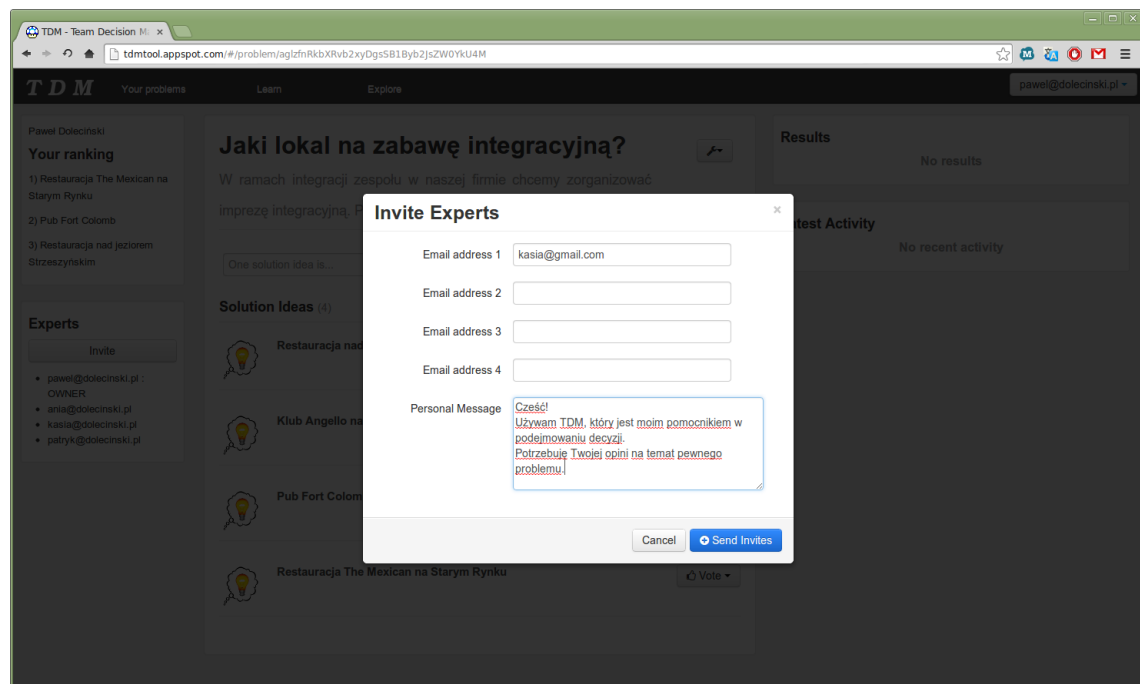 TDM - Team Decision M
tdmtool.appspot.com/#/problem/
T D M
Your problems
Learn
Explore
pawel@dolecinski.pl
Paweł Doleciński
Your ranking
1) Restauracja The Mexican na
Starym Rynku
2) Pub Fort Colomb
3) Restauracja nad jeziorem
Strzeszyńskim
Experts
Invite
pawel@dolecinski.pl :
OWNER
ania@dolecinski.pl
kasia@dolecinski.pl
patryk@dolecinski.pl
Jaki lokal na zabawę integracyjną?
W ramach integracji zespołu w naszej firmie chcemy zorganizować
imprezę integracyjną. P
One solution idea is...
Solution Ideas (4)
Restauracja nad
Klub Angello na
Pub Fort Colom
Restauracja The Mexican na Starym Rynku
Vote
Results
No results
atest Activity
No recent activity
Invite Experts
×
Email address 1
kasia@gmail.com
Email address 2
Email address 3
Email address 4
Personal Message
Cześć!
Używam TDM, który jest moim pomocnikiem w
podejmowaniu decyzji.
Potrzebuję Twojej opini na temat pewnego
problemu.
Cancel
Send Invites